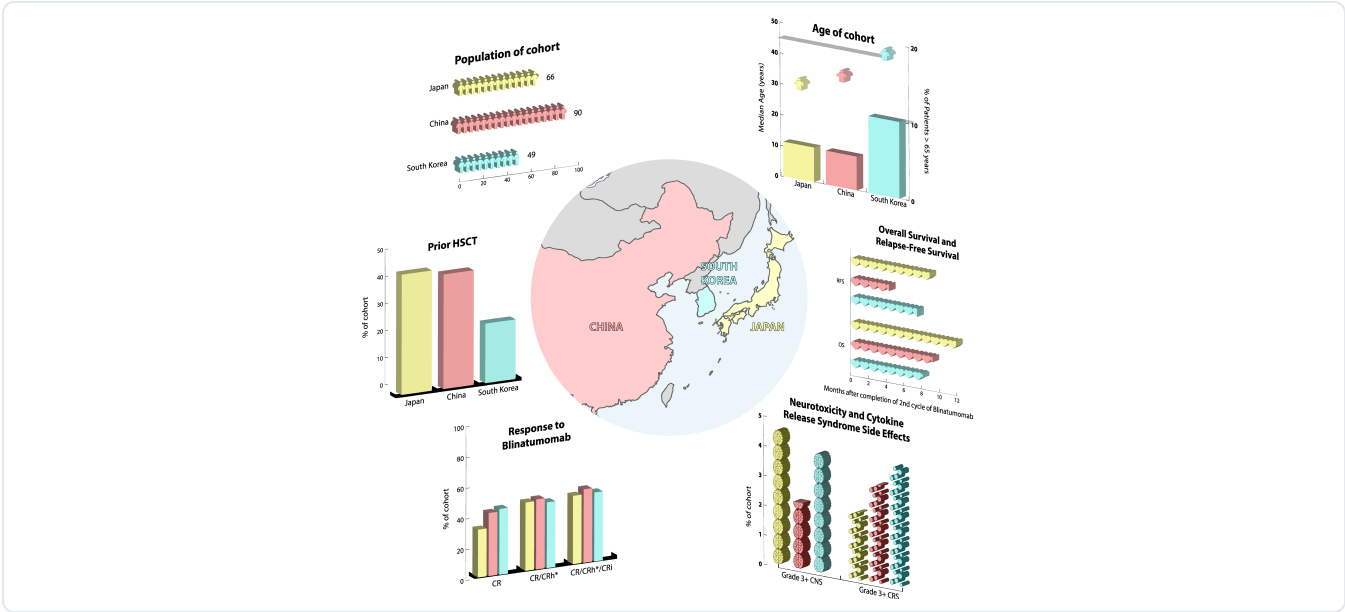 Population of cohort
Japan
66
China
90
South Korea
49
0
20
40
60
80
100
Age of cohort
50
40
30
20
10
0
Median Age (years)
20
10
0
% of Patients > 65 years
Japan
China
South Korea
Prior HSCT
50
40
30
20
10
0
% of cohort
Japan
China
South Korea
CHINA
SOUTH
KOREA
JAPAN
Overall Survival and
Relapse-Free Survival
RFS
OS
0
2
4
6
8
10
12
Months after completion of 2nd cycle of Blinatumomab
Response to
Blinatumomab
100
80
60
40
20
0
% of cohort
CR
CR/CRh*
CR/CRh*/CRi
Neurotoxicity and Cytokine
Release Syndrome Side Effects
5
4
3
2
1
0
% of cohort
Grade 3+ CNS
Grade 3+ CRS